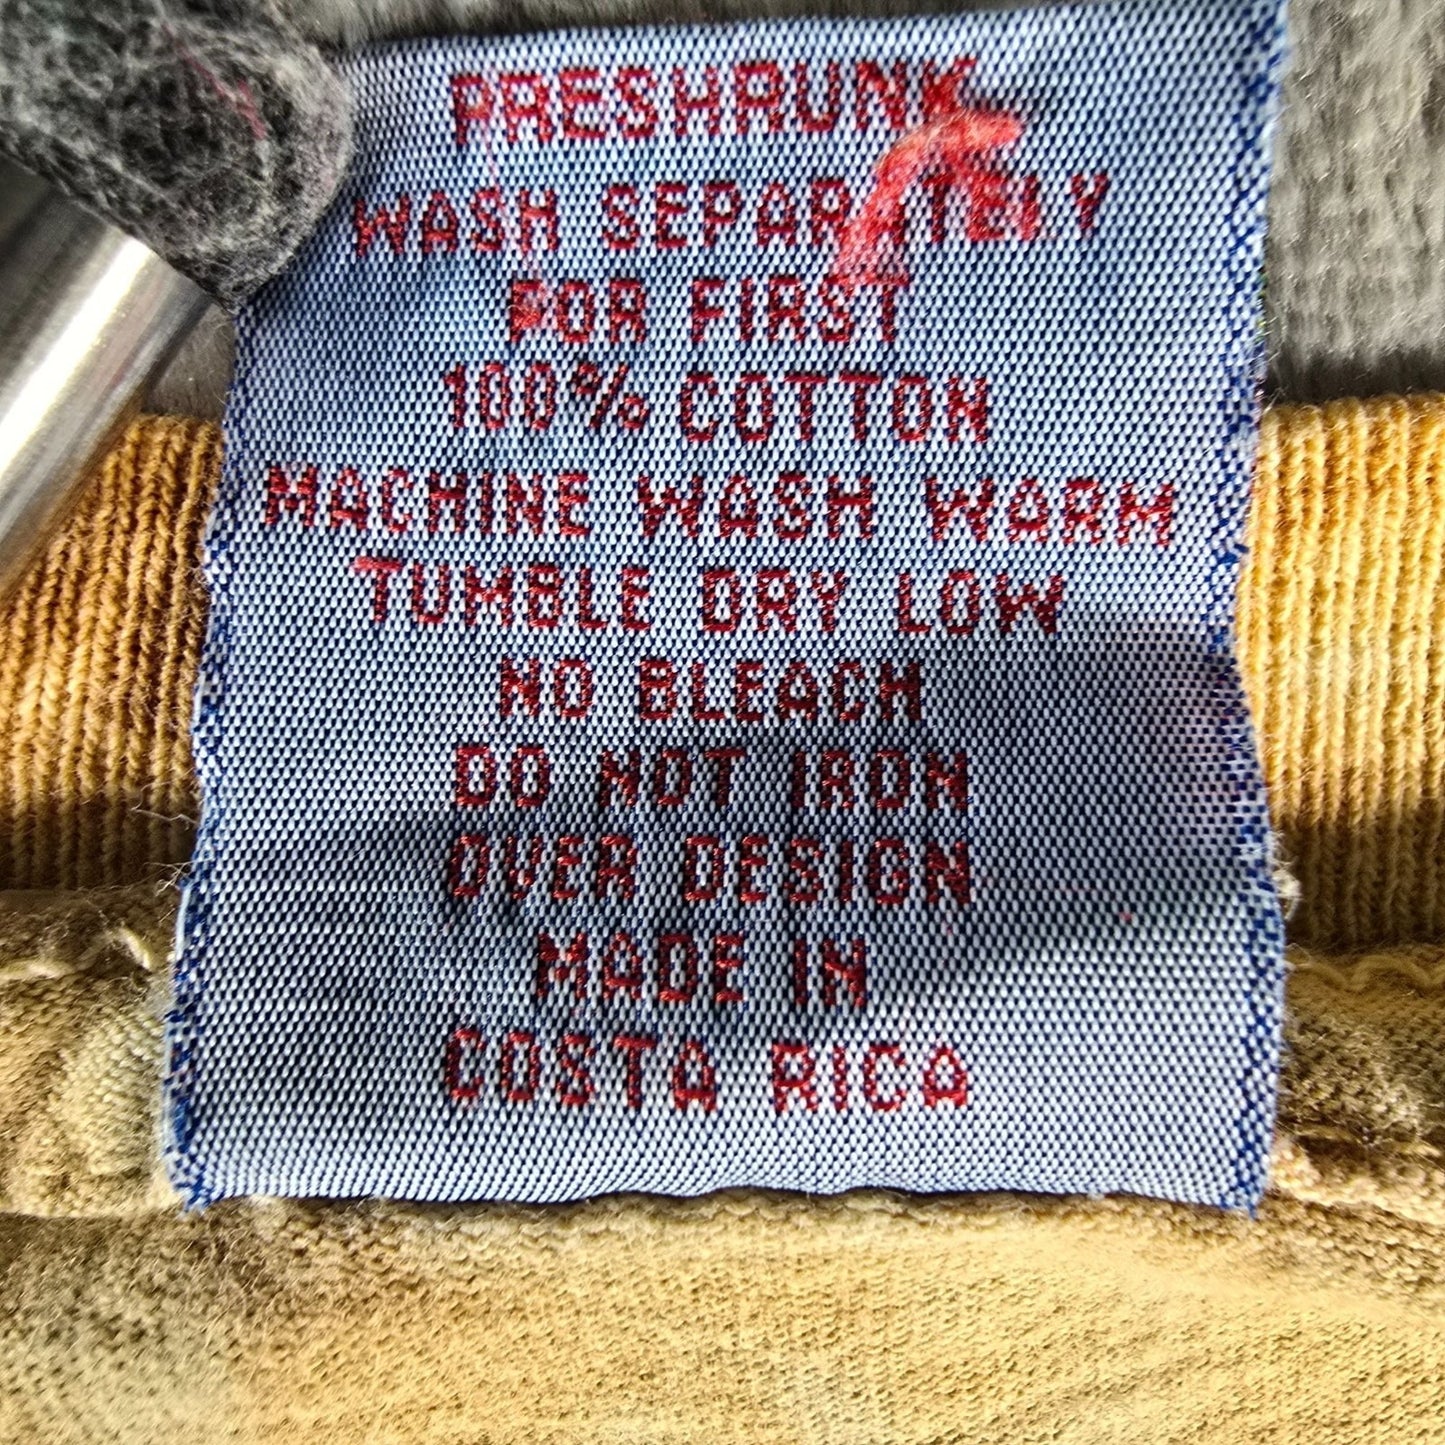 PRESHRUNK
WASH SEPARATELY
FOR FIRST
100% COTTON
MACHINE WASH WARM
TUMBLE DRY LOW
NO BLEACH
DO NOT IRON
OVER DESIGN
MADE IN
COSTA RICA